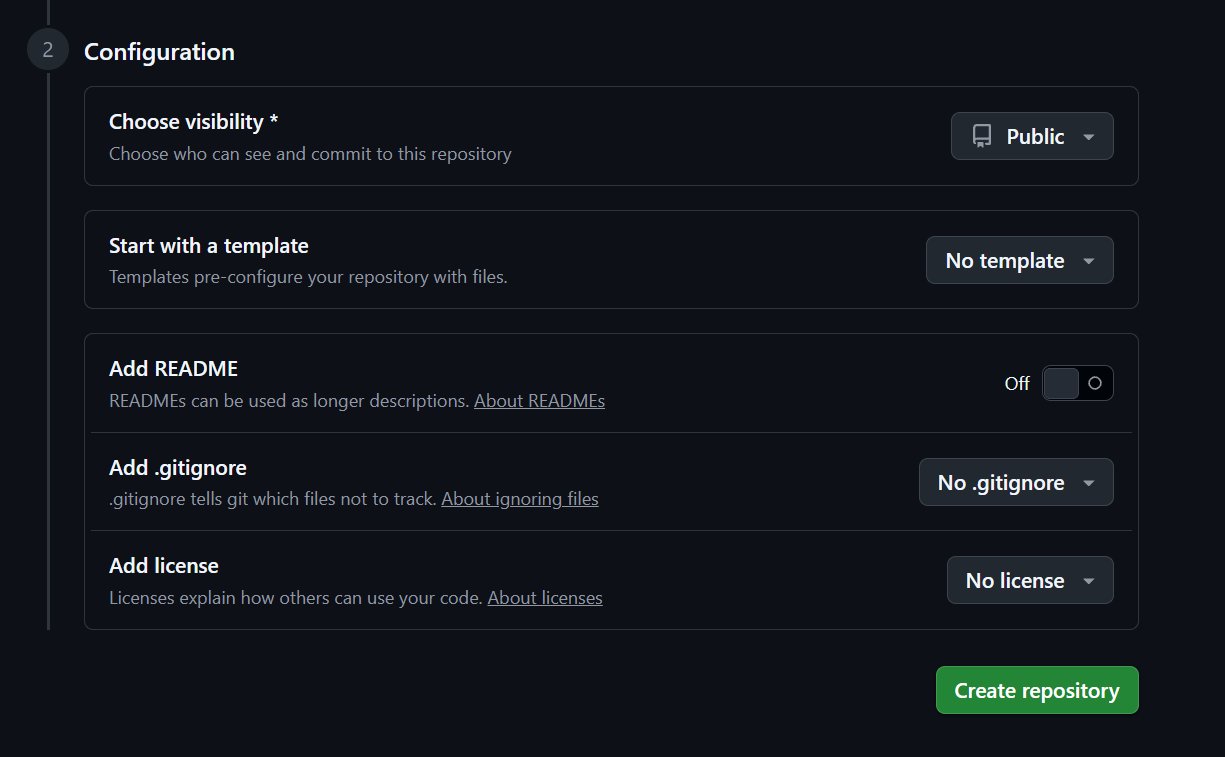 2
Configuration
Choose visibility *
Choose who can see and commit to this repository
Public
Start with a template
Templates pre-configure your repository with files.
No template
Add README
READMEs can be used as longer descriptions. About READMEs
Off
Add .gitignore
.gitignore tells git which files not to track. About ignoring files
No .gitignore
Add license
Licenses explain how others can use your code. About licenses
No license
Create repository